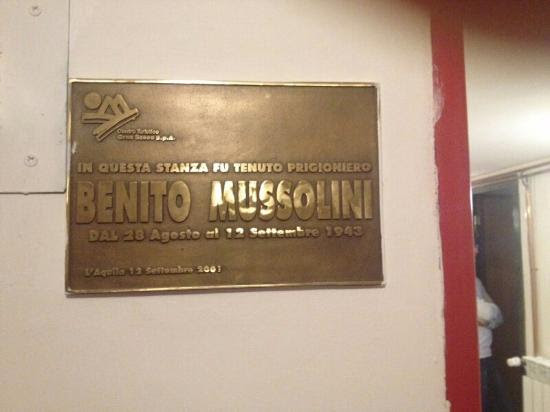 Centro Turistico
Gran Sasso S.p.A.
IN QUESTA STANZA FU TENUTO PRIGIONIERO
BENITO MUSSOLINI
DAL 28 Agosto al 12 Settembre 1943
L'Aquila 12 Settembre 2001